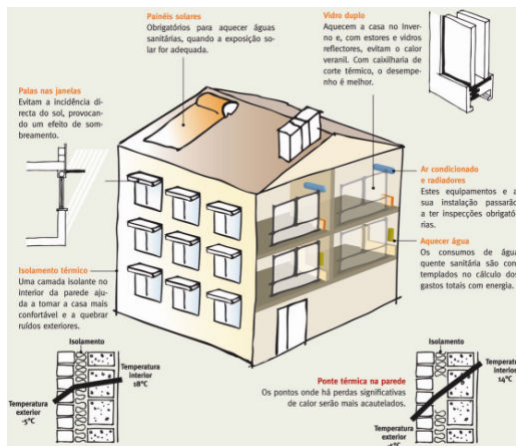 Painéis solares
Obrigatórios para aquecer águas
sanitárias, quando a exposição so-
lar for adequada.
Vidro duplo
Aquecem a casa no Inver-
no e, com estores e vidros
reflectores, evitam o calor
veranil. Com caixilharia de
corte térmico, o desempe-
nho é melhor.
Palas nas janelas
Evitam a incidência di-
recta do sol, provocan-
do um efeito de som-
breamento.
Ar condicionado
e radiadores
Estes equipamentos e a
sua instalação passarão
a ter inspecções obrigató-
rias.
Aquecer água
Os consumos de água
quente sanitária são con-
templados no cálculo dos
gastos totais com energia.
Isolamento térmico
Uma camada isolante no
interior da parede aju-
da a tornar a casa mais
confortável e a quebrar
ruídos exteriores.
Isolamento
Temperatura
interior
18°C
Temperatura
exterior
-5°C
Ponte térmica na parede
Os pontos onde há perdas significativas
de calor serão mais acautelados.
Isolamento
Temperatura
interior
14°C
Temperatura
exterior